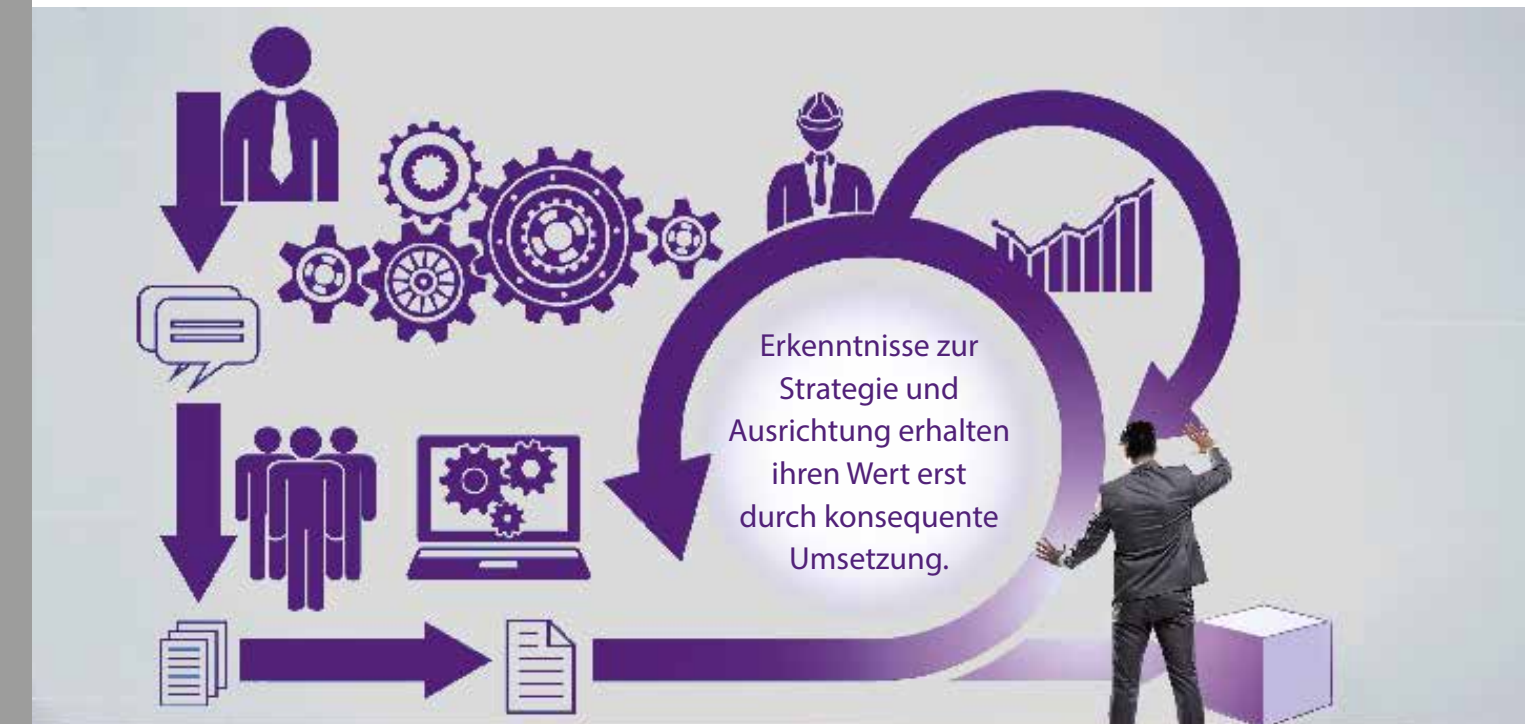 Erkenntnisse zur
Strategie und
Ausrichtung erhalten
ihren Wert erst
durch konsequente
Umsetzung.